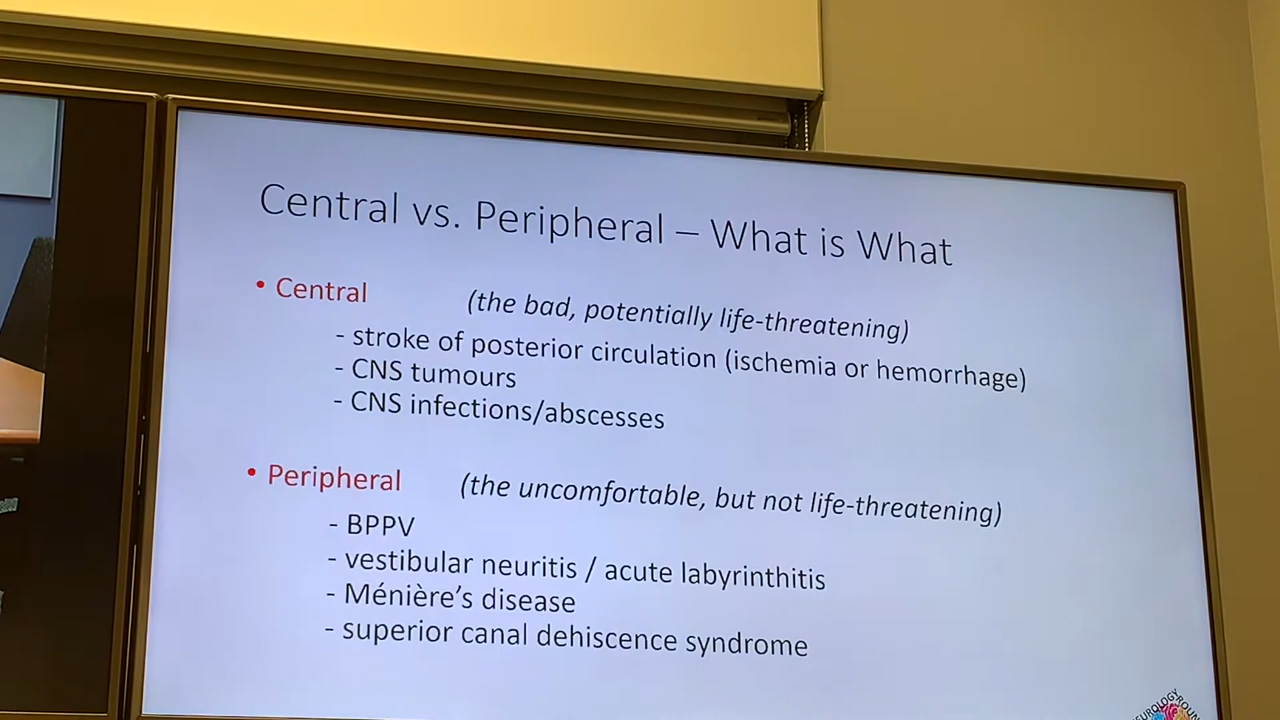 Central vs. Peripheral – What is What
• Central (the bad, potentially life-threatening)
- stroke of posterior circulation (ischemia or hemorrhage)
- CNS tumours
- CNS infections/abscesses
• Peripheral (the uncomfortable, but not life-threatening)
- BPPV
- vestibular neuritis / acute labyrinthitis
- Ménière’s disease
- superior canal dehiscence syndrome